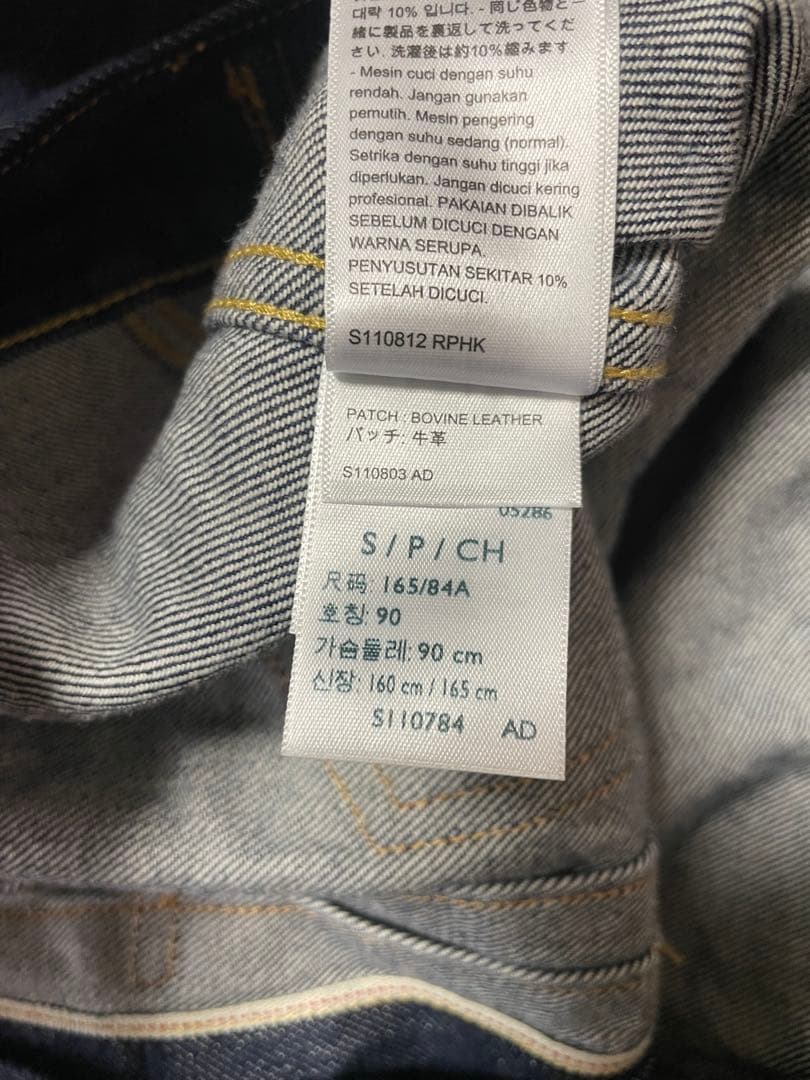 대략 10% 입니다. - 同じ色物と一
緒に製品を裏返して洗ってくだ
さい. 洗濯後は約10%縮みます
- Mesin cuci dengan suhu
rendah. Jangan gunakan
pemutih. Mesin pengering
dengan suhu sedang (normal).
Setrika dengan suhu tinggi jika
diperlukan. Jangan dicuci kering
profesional. PAKAIAN DIBALIK
SEBELUM DICUCI DENGAN
WARNA SERUPA.
PENYUSUTAN SEKITAR 10%
SETELAH DICUCI.
S110812 RPHK
PATCH : BOVINE LEATHER
パッチ: 牛革
S110803 AD
05286
S / P / CH
尺码: 165/84A
호칭: 90
가슴둘레: 90 cm
신장: 160 cm / 165 cm
S110784 AD